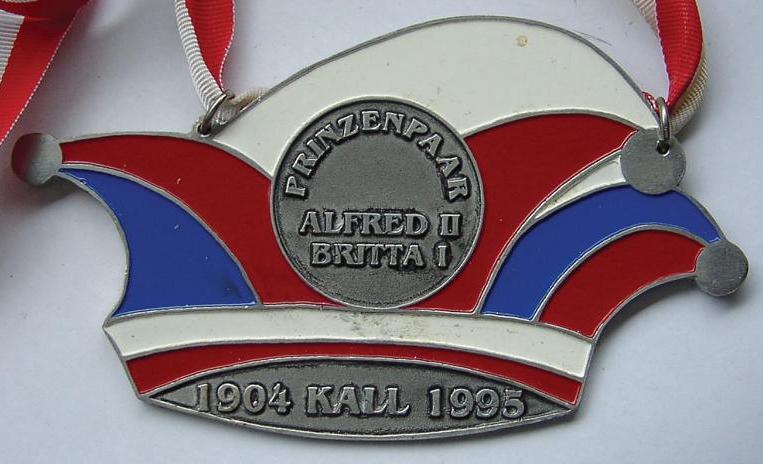 PRINZENPAAR
ALFRED II
BRITTA I
1904 KALL 1995